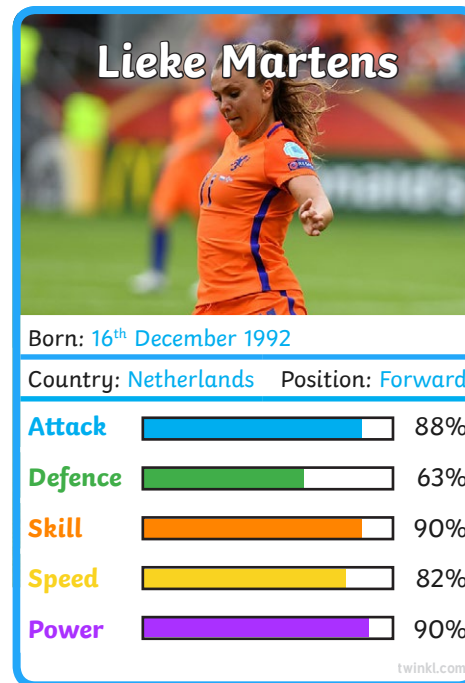 Lieke Martens
Born: 16th December 1992
Country: Netherlands Position: Forward
Attack 88%
Defence 63%
Skill 90%
Speed 82%
Power 90%
twinkl.com